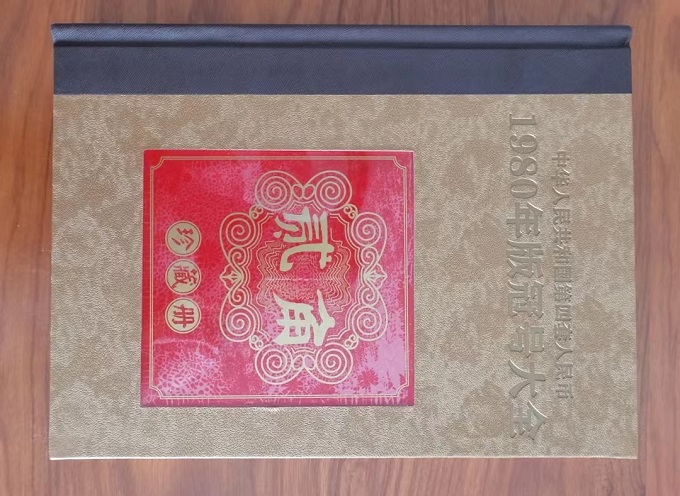 中华人民共和国第四套人民币
1980年版冠号大全
贰角
珍藏册